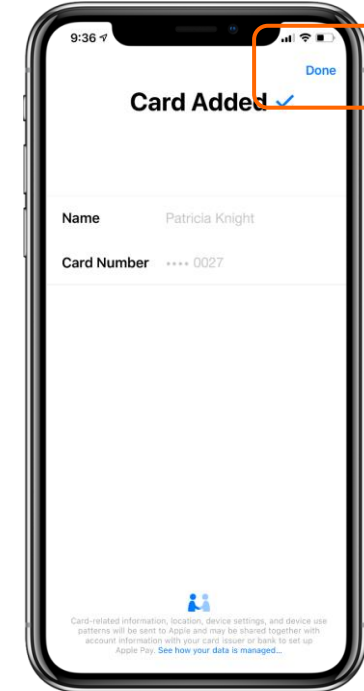 9:36
Done
Card Added
Name Patricia Knight
Card Number •••• 0027
Card-related information, location, device settings, and device use
patterns will be sent to Apple and may be shared together with
account information with your card issuer or bank to set up
Apple Pay. See how your data is managed...